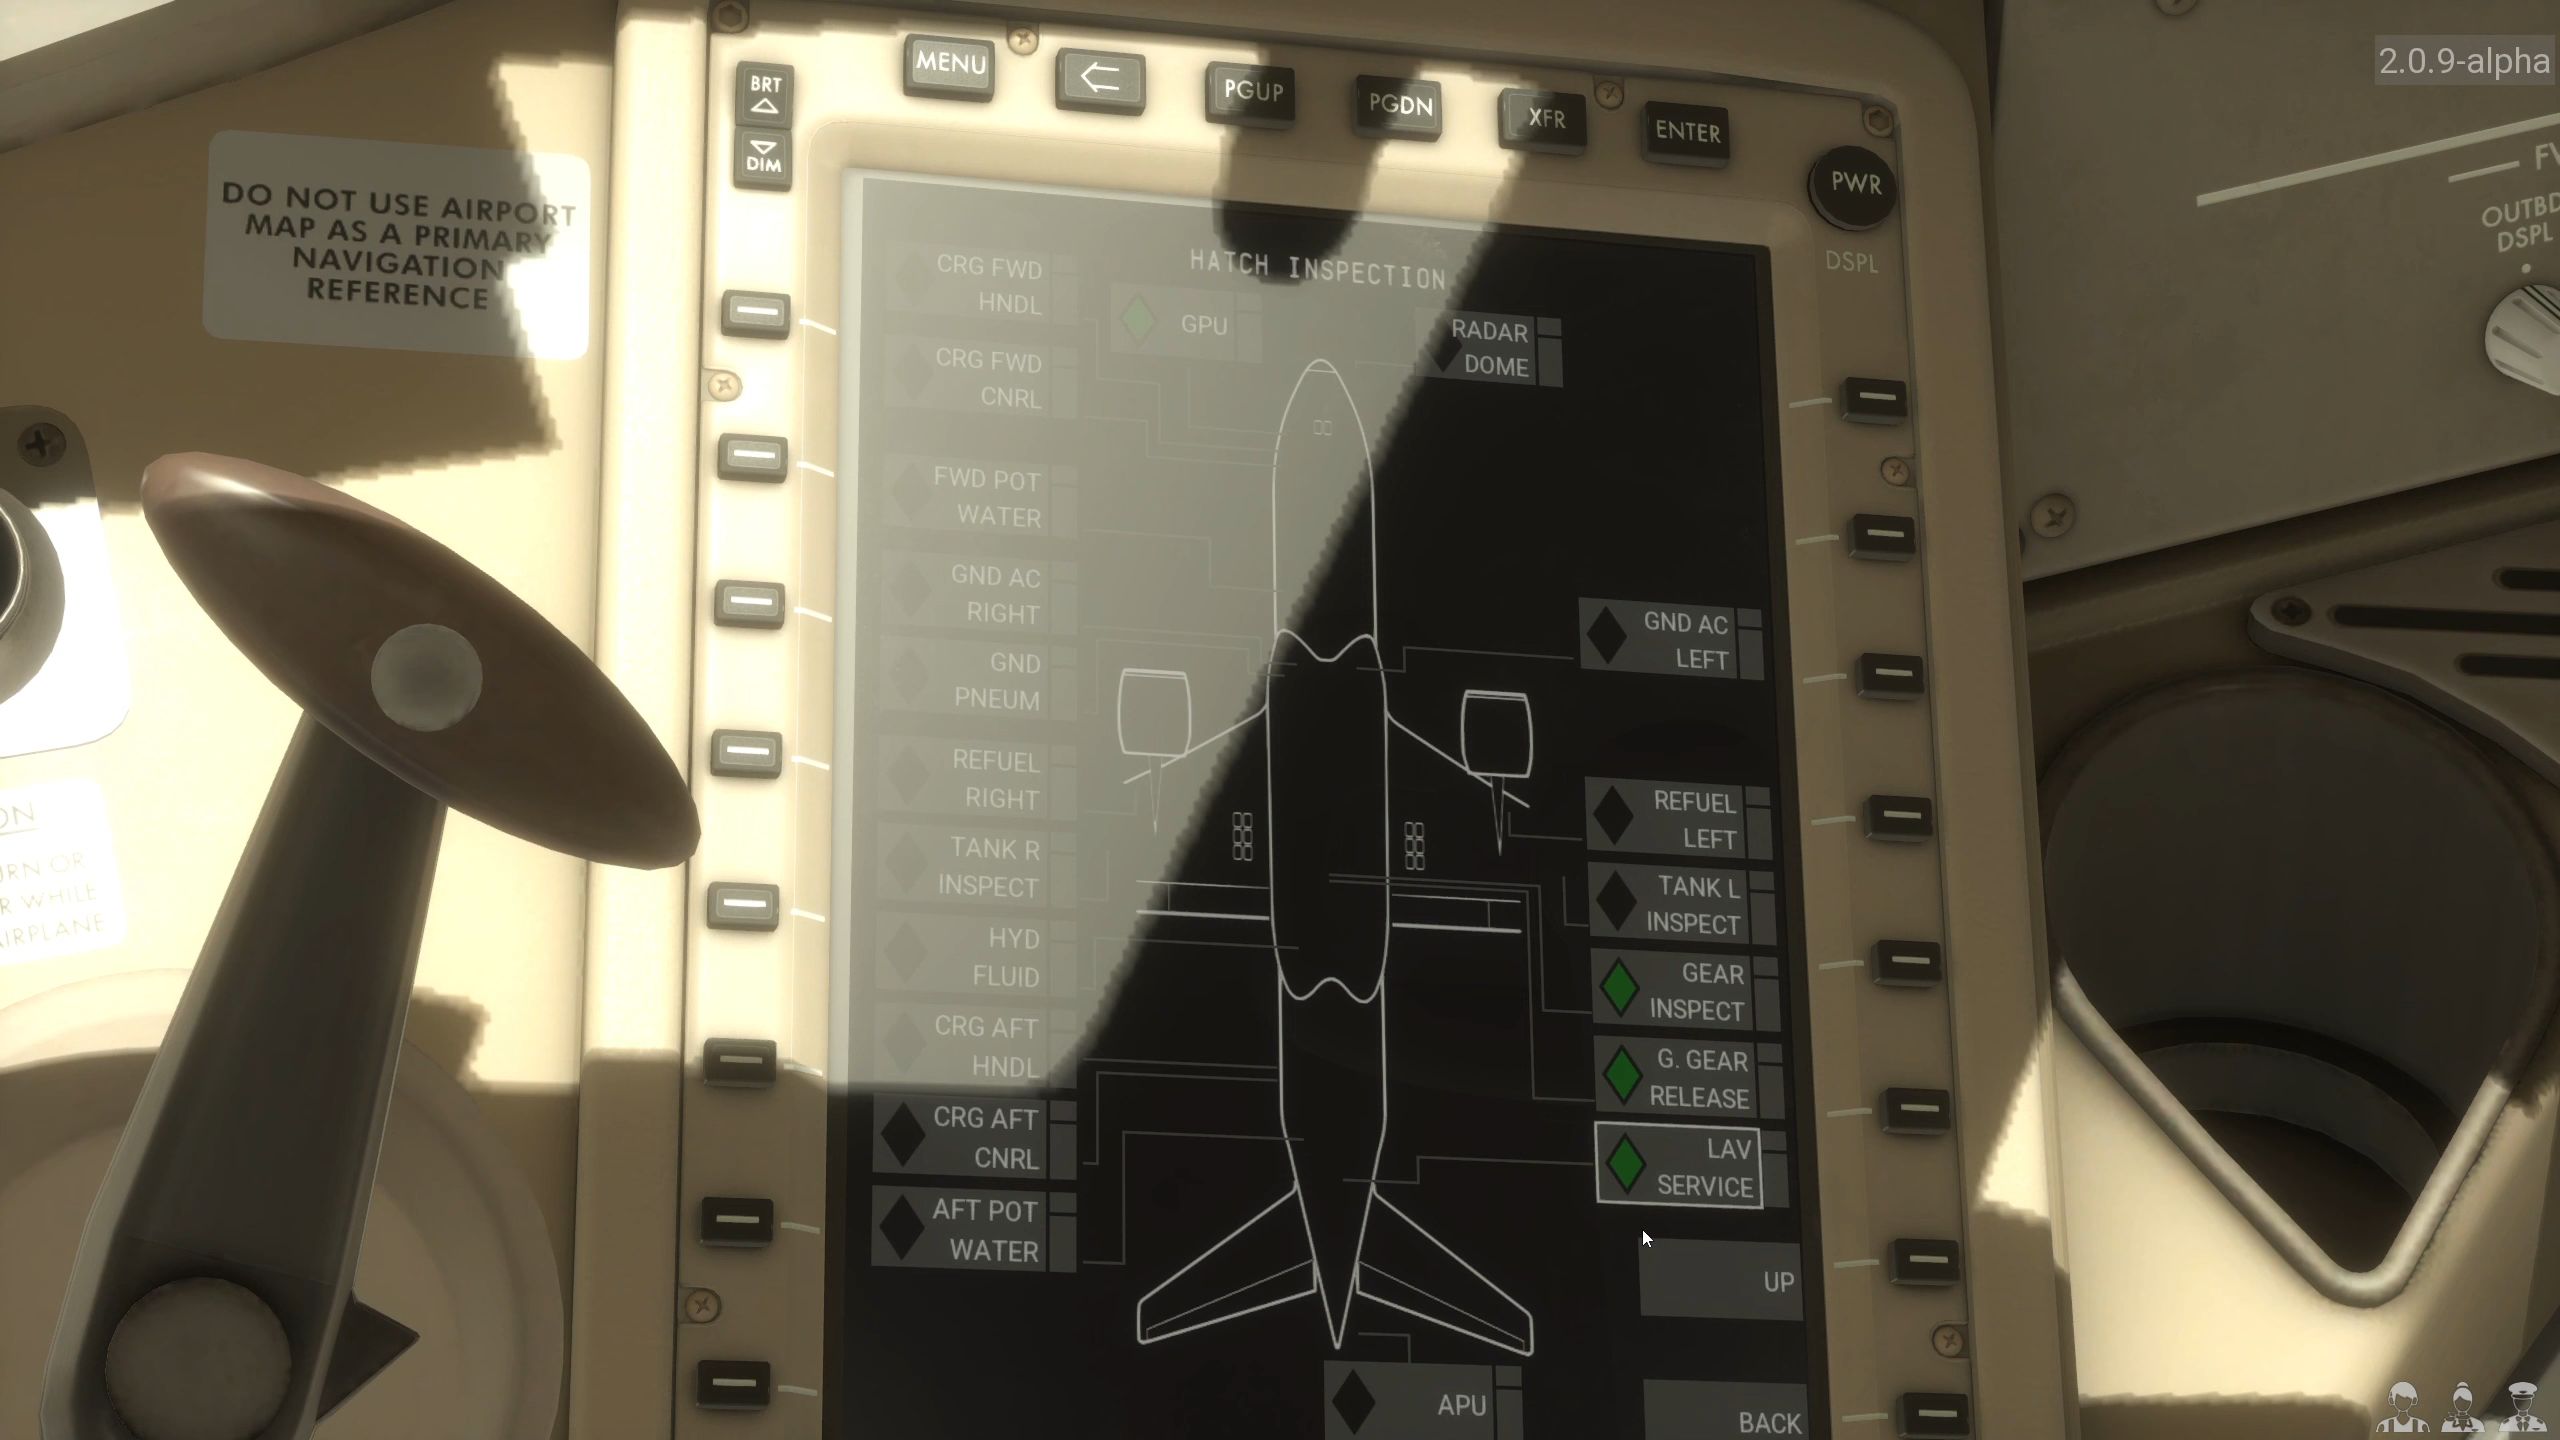 2.0.9-alpha
MENU
PGUP
PGDN
XFR
ENTER
BRT
DIM
PWR
DSPL
OUTBD
DSPL
DO NOT USE AIRPORT
MAP AS A PRIMARY
NAVIGATION
REFERENCE
HATCH INSPECTION
CRG FWD
HNDL
GPU
RADAR
DOME
CRG FWD
CNRL
FWD POT
WATER
GND AC
RIGHT
GND AC
LEFT
GND
PNEUM
REFUEL
RIGHT
REFUEL
LEFT
TANK R
INSPECT
TANK L
INSPECT
HYD
FLUID
GEAR
INSPECT
CRG AFT
HNDL
G. GEAR
RELEASE
CRG AFT
CNRL
LAV
SERVICE
AFT POT
WATER
UP
APU
BACK